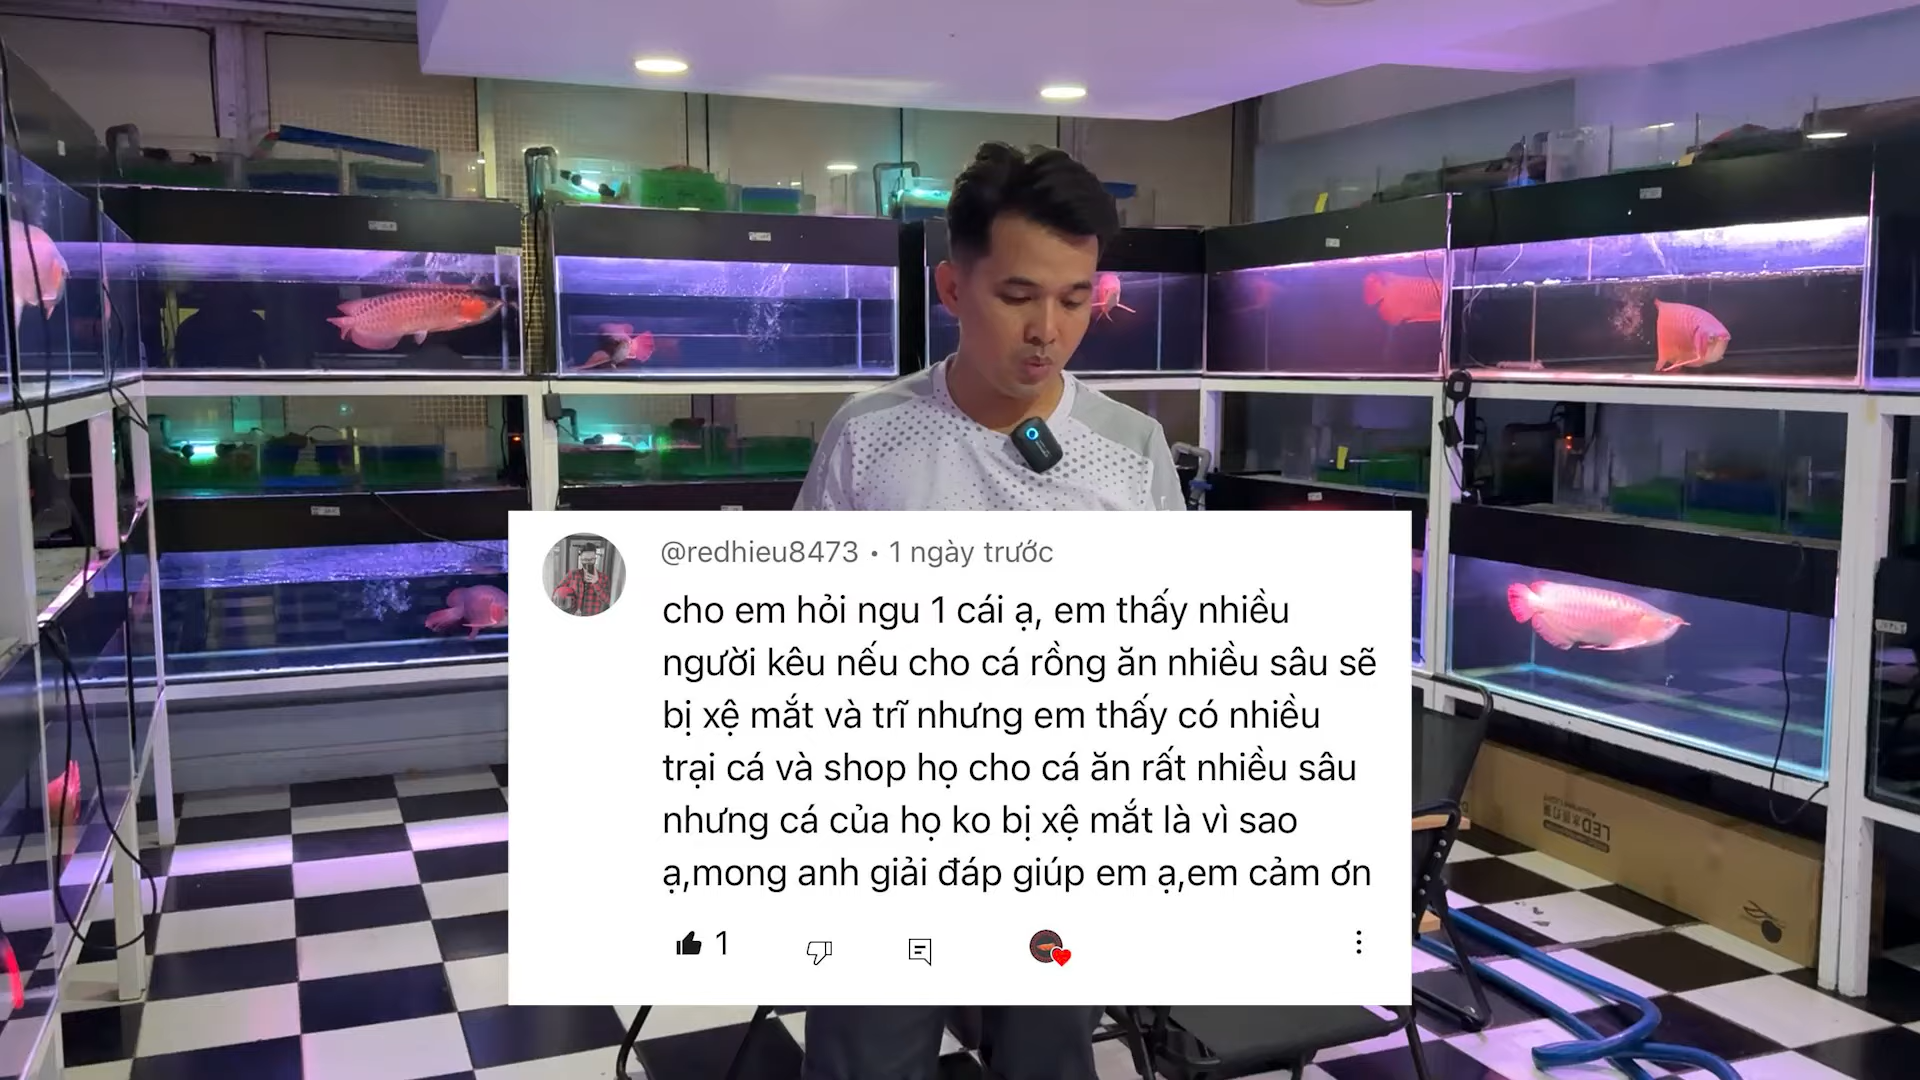 @redhieu8473 • 1 ngày trước
cho em hỏi ngu 1 cái ạ, em thấy nhiều
người kêu nếu cho cá rồng ăn nhiều sâu sẽ
bị xệ mắt và trĩ nhưng em thấy có nhiều
trại cá và shop họ cho cá ăn rất nhiều sâu
nhưng cá của họ ko bị xệ mắt là vì sao
ạ,mong anh giải đáp giúp em ạ,em cảm ơn
1